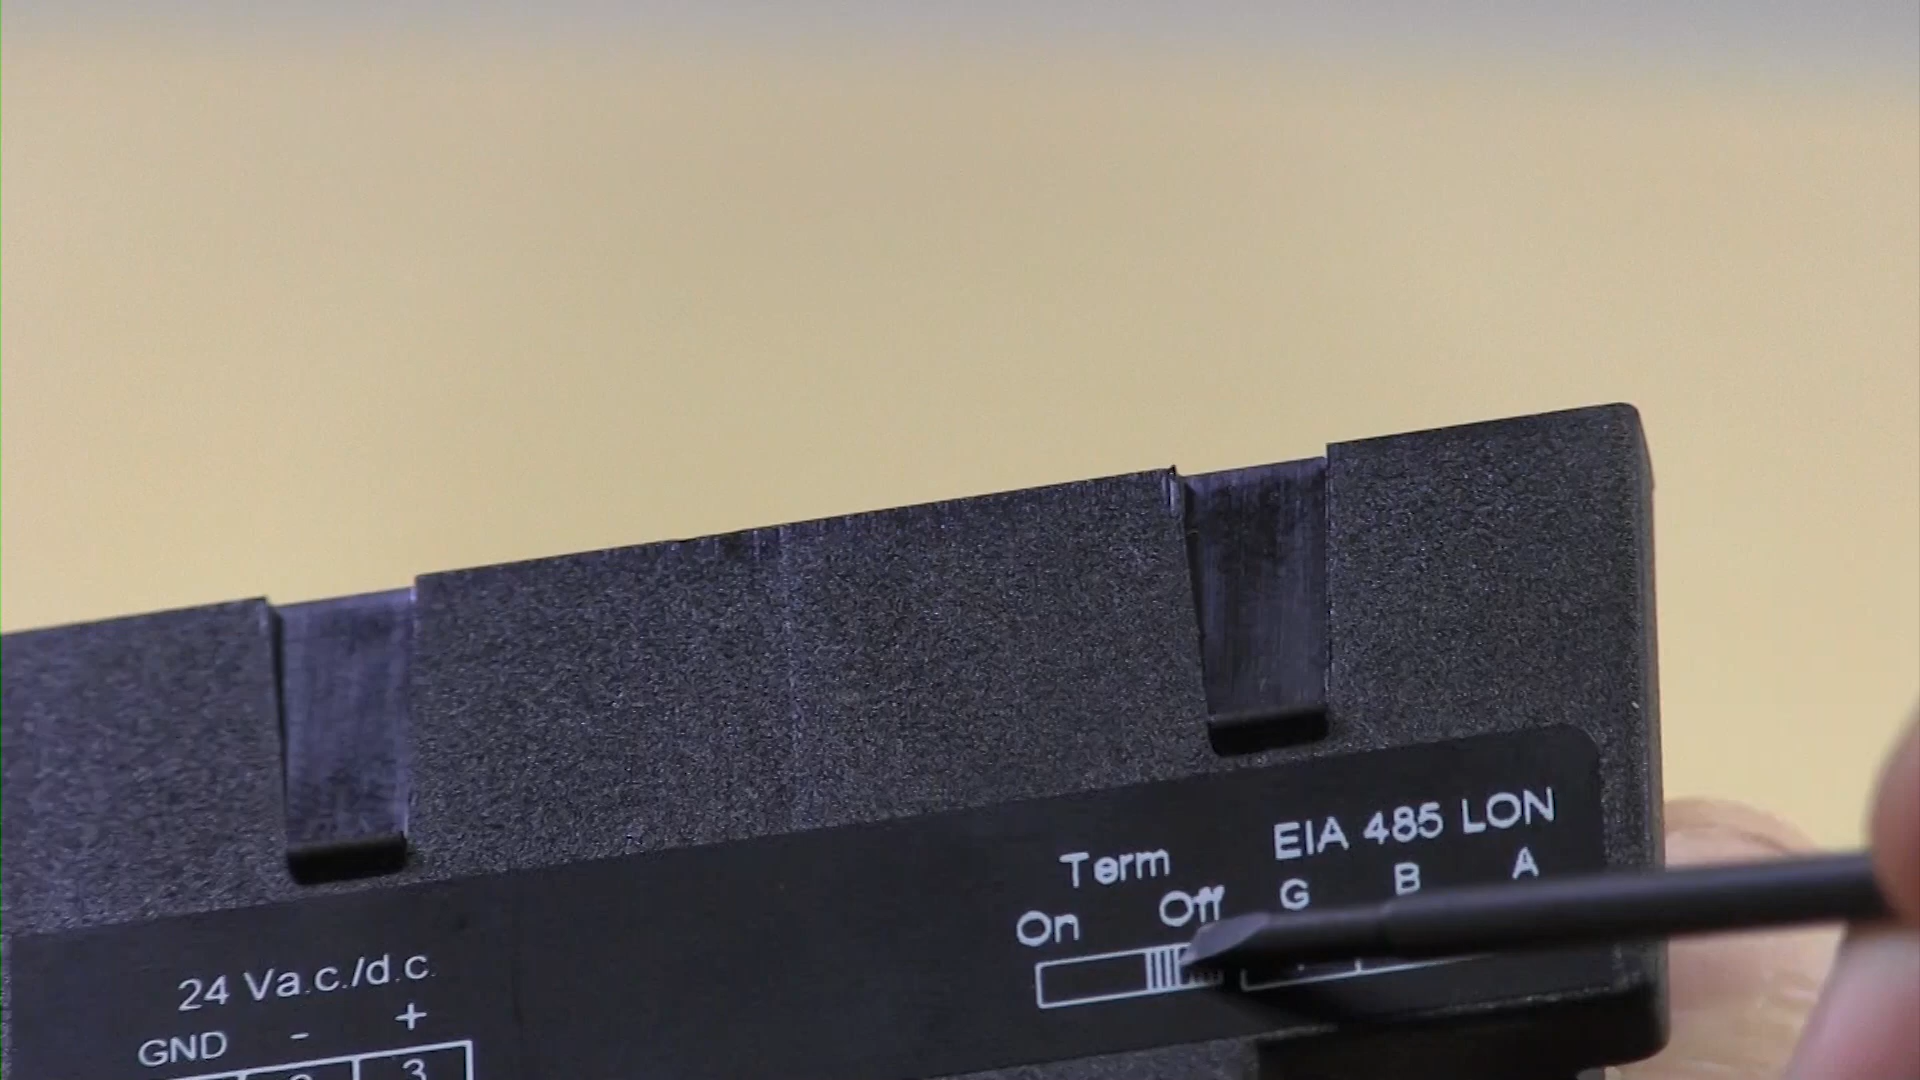 EIA 485 LON
Term
G B A
On Off
24 Va.c./d.c.
- +
GND
3